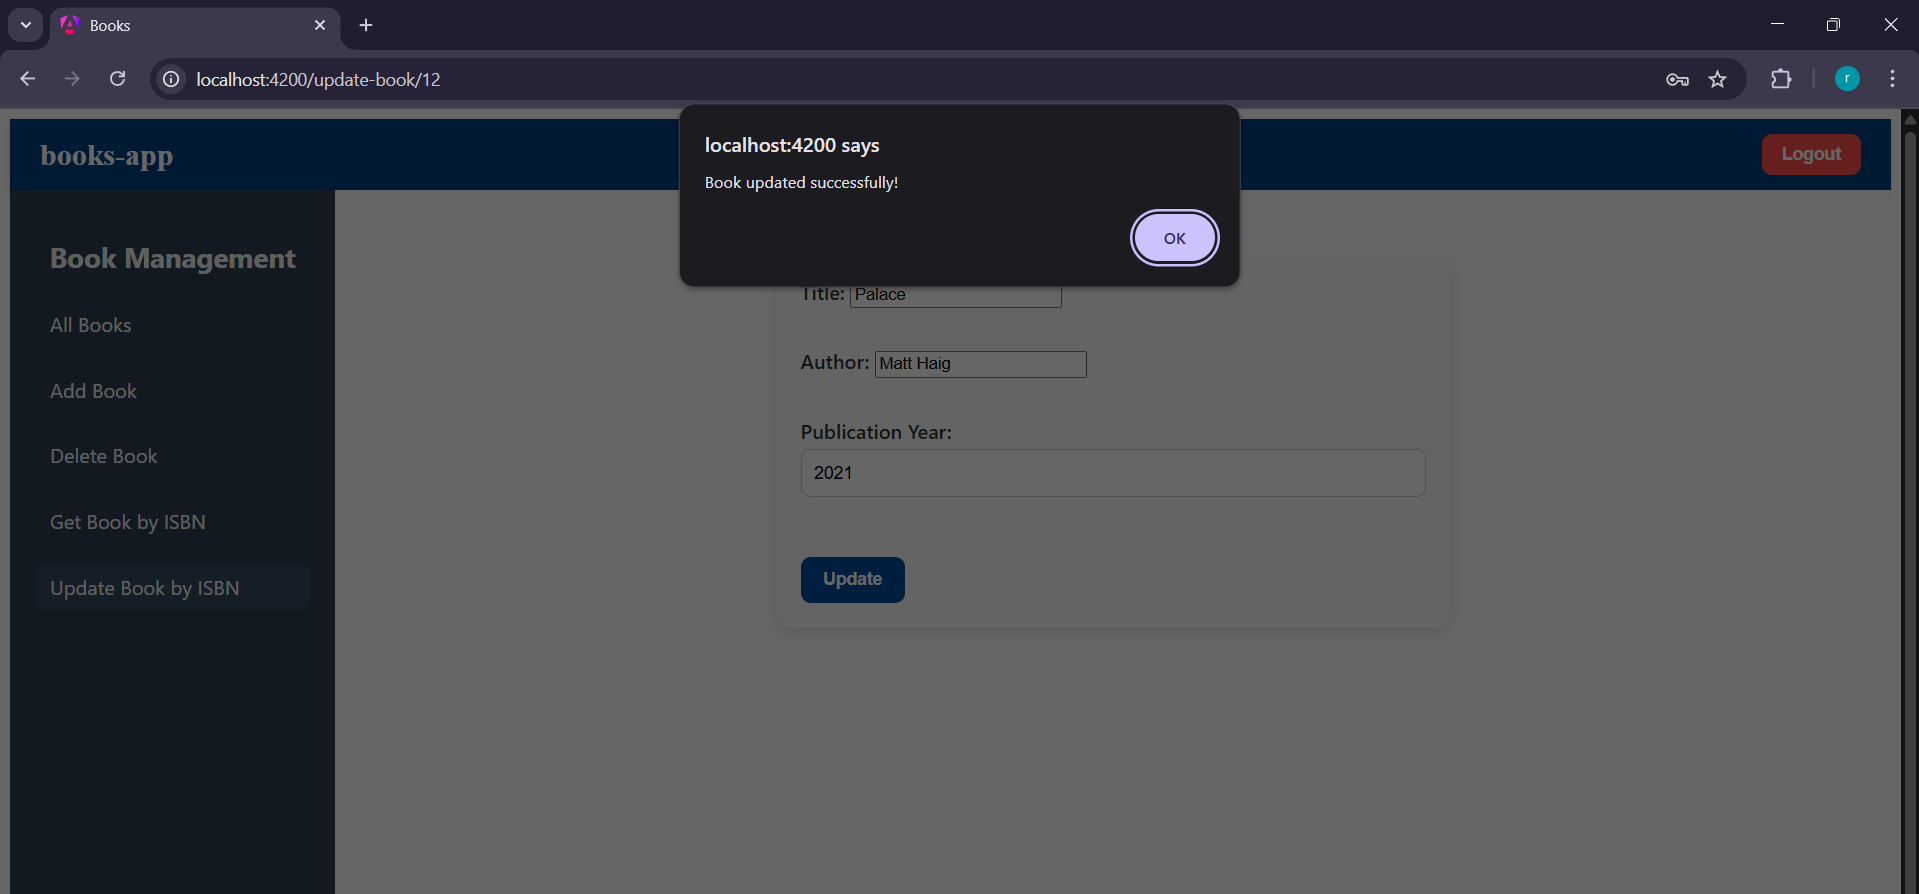 Books
localhost:4200/update-book/12
r
books-app
Logout
localhost:4200 says
Book updated successfully!
OK
Book Management
All Books
Add Book
Delete Book
Get Book by ISBN
Update Book by ISBN
Title: Palace
Author: Matt Haig
Publication Year:
2021
Update